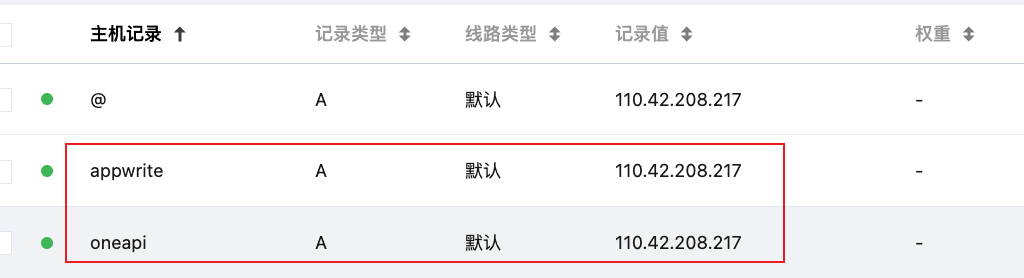 主机记录 记录类型 线路类型 记录值 权重
@ A 默认 110.42.208.217 -
appwrite A 默认 110.42.208.217 -
oneapi A 默认 110.42.208.217 -